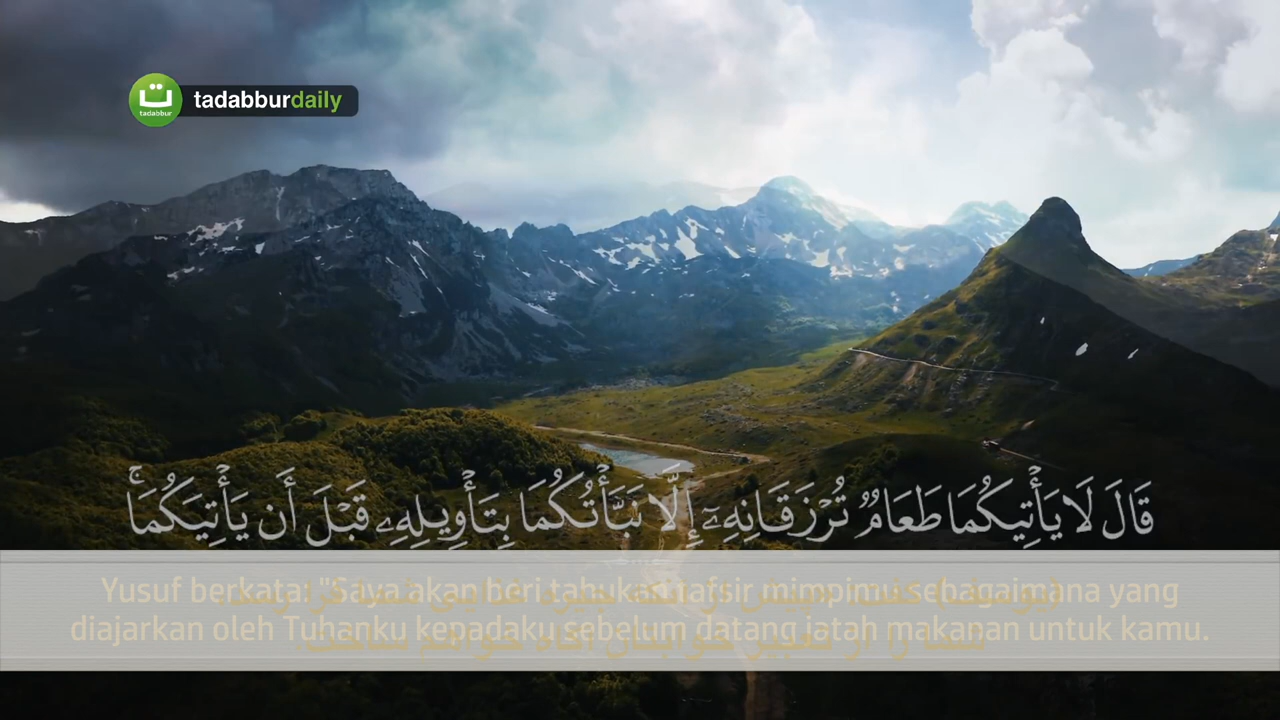 tadabburdaily
ت
tadabbur
قَالَ لَا يَأْتِيكُمَا طَعَامٌ تُرْزَقَانِهِۦٓ إِلَّا نَبَّأْتُكُمَا بِتَأْوِيلِهِۦ قَبْلَ أَن يَأْتِيَكُمَا ۚ
Yusuf berkata: "Saya akan beri tahukan tafsir mimpimu sebagaimana yang
diajarkan oleh Tuhanku kepadaku sebelum datang jatah makanan untuk kamu.